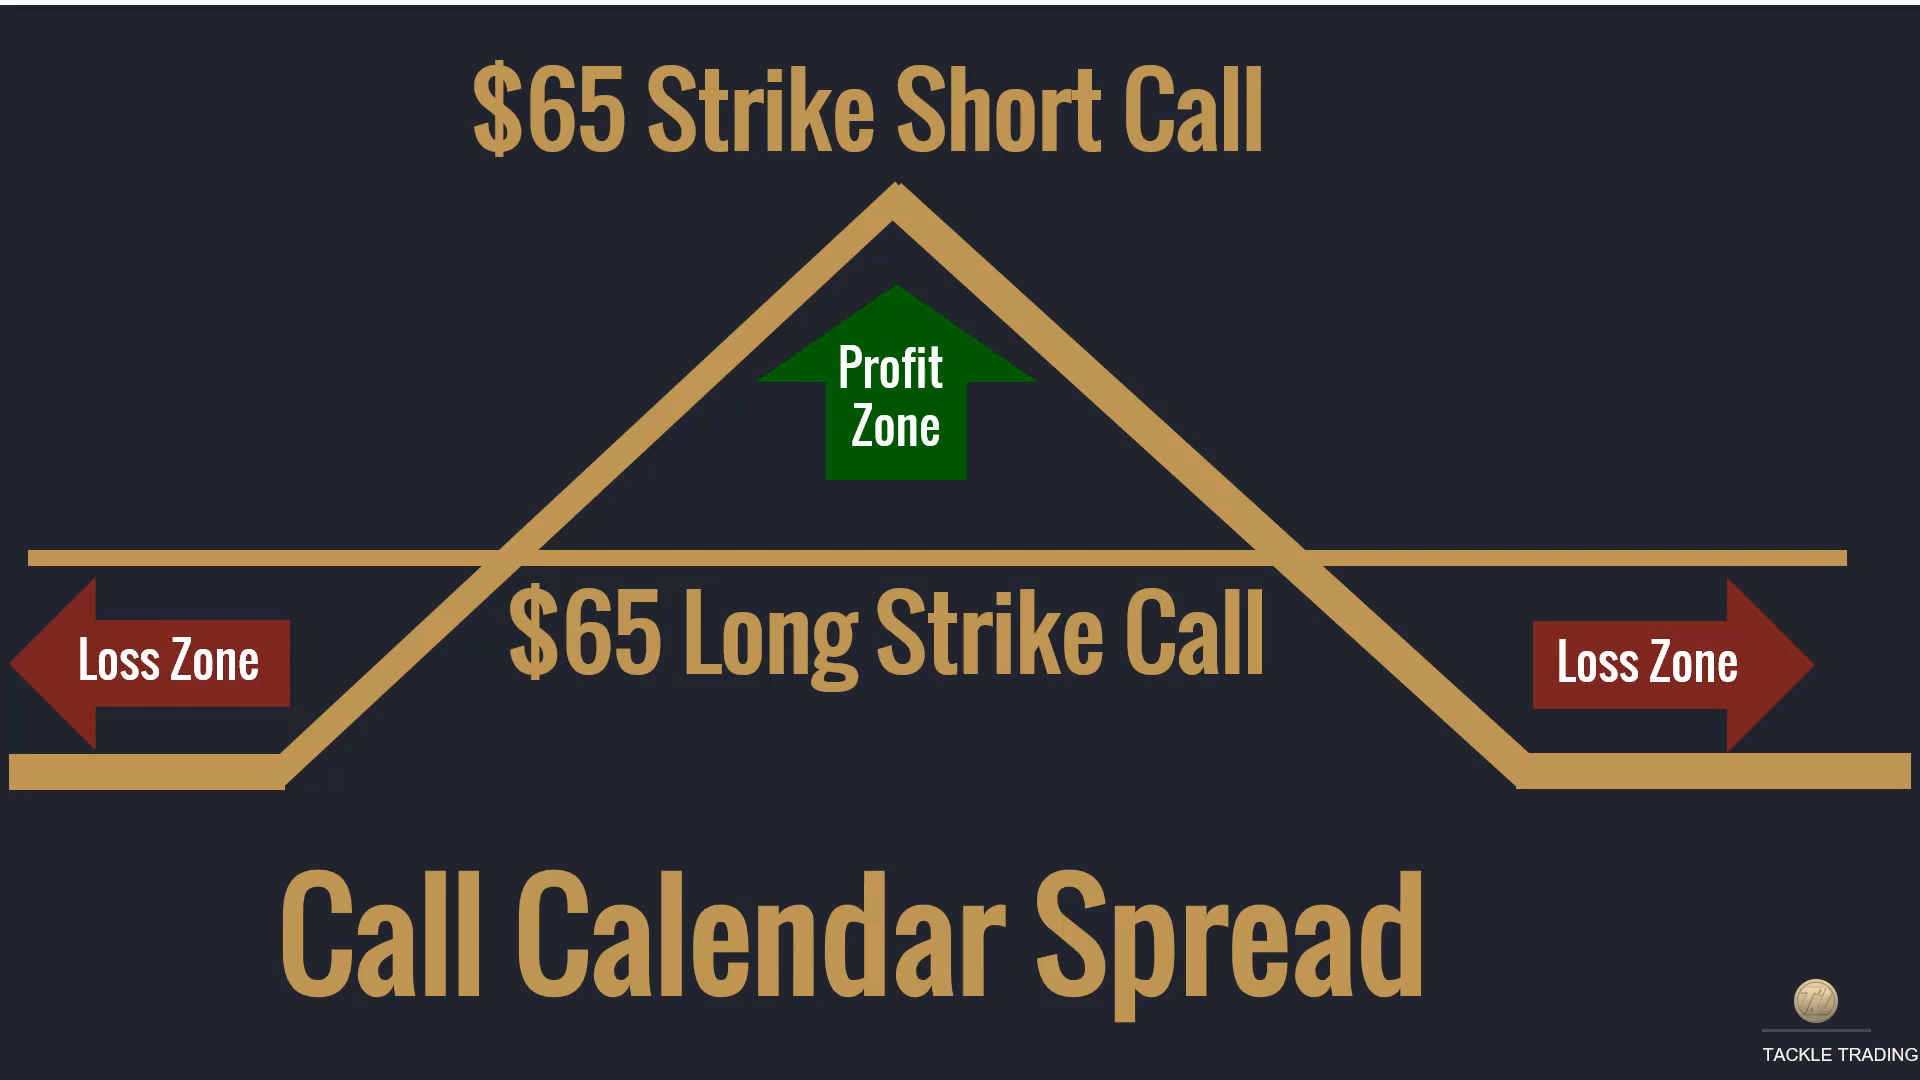 $65 Strike Short Call
Profit
Zone
$65 Long Strike Call
Loss Zone
Loss Zone
Call Calendar Spread
TACKLE TRADING